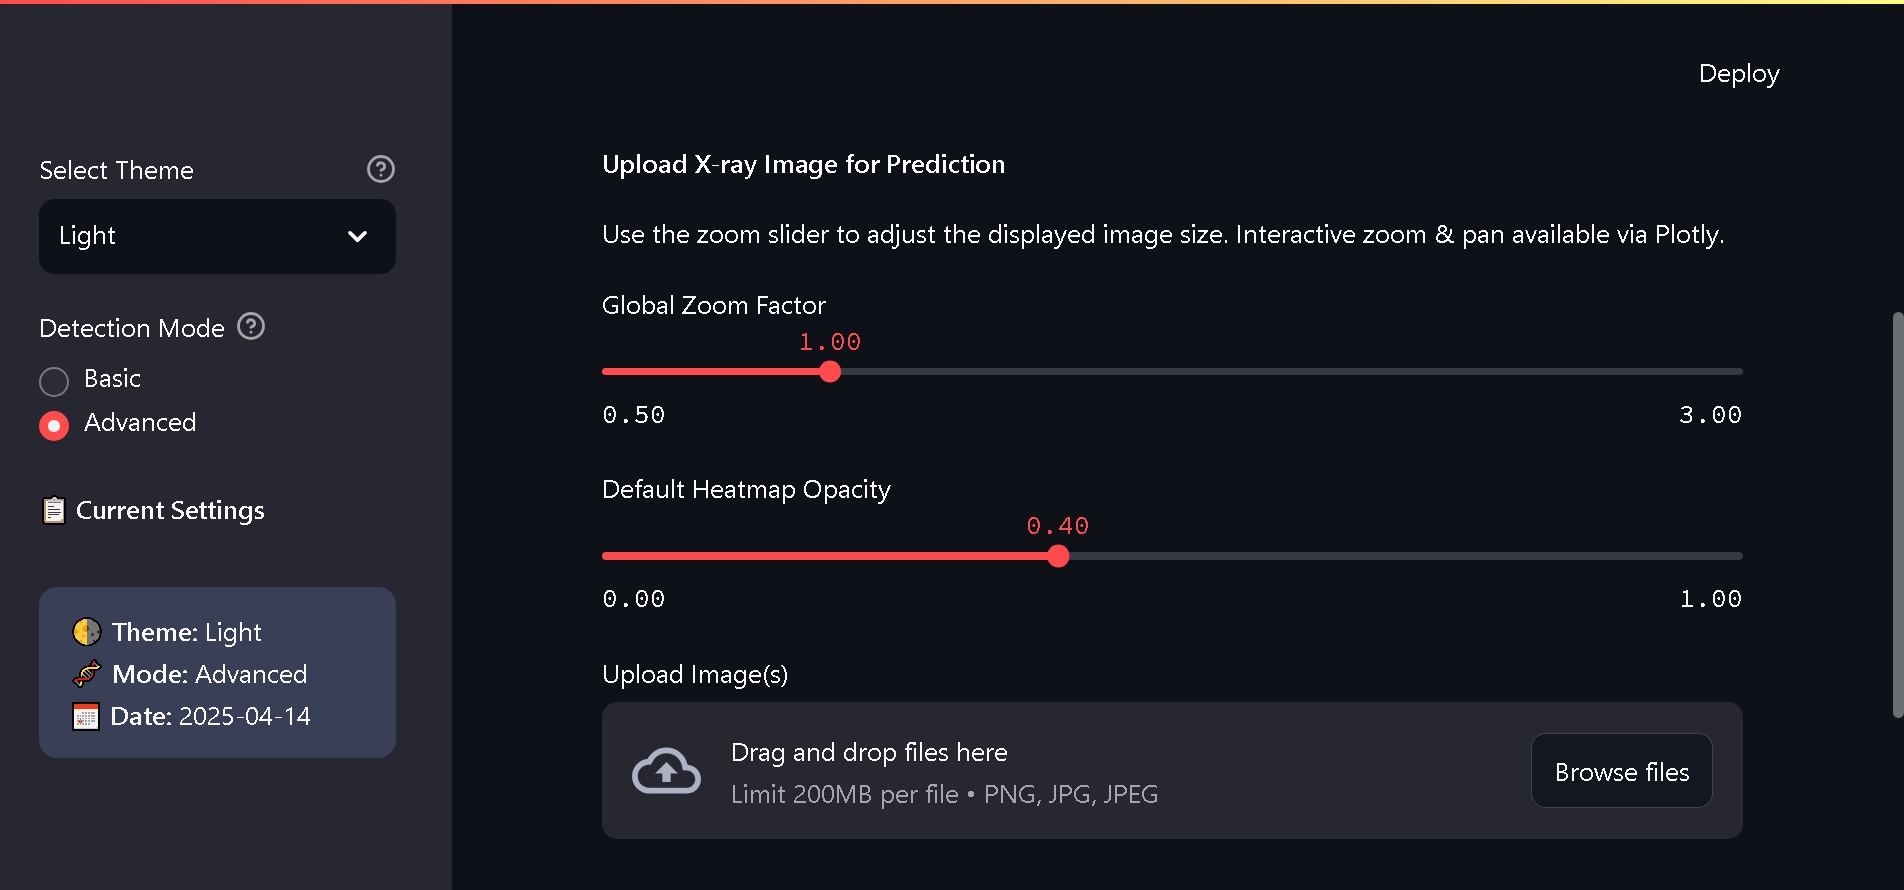 Deploy
Select Theme
Light
Detection Mode
Basic
Advanced
Current Settings
Theme: Light
Mode: Advanced
Date: 2025-04-14
Upload X-ray Image for Prediction
Use the zoom slider to adjust the displayed image size. Interactive zoom & pan available via Plotly.
Global Zoom Factor
1.00
0.50 3.00
Default Heatmap Opacity
0.40
0.00 1.00
Upload Image(s)
Drag and drop files here
Limit 200MB per file • PNG, JPG, JPEG
Browse files